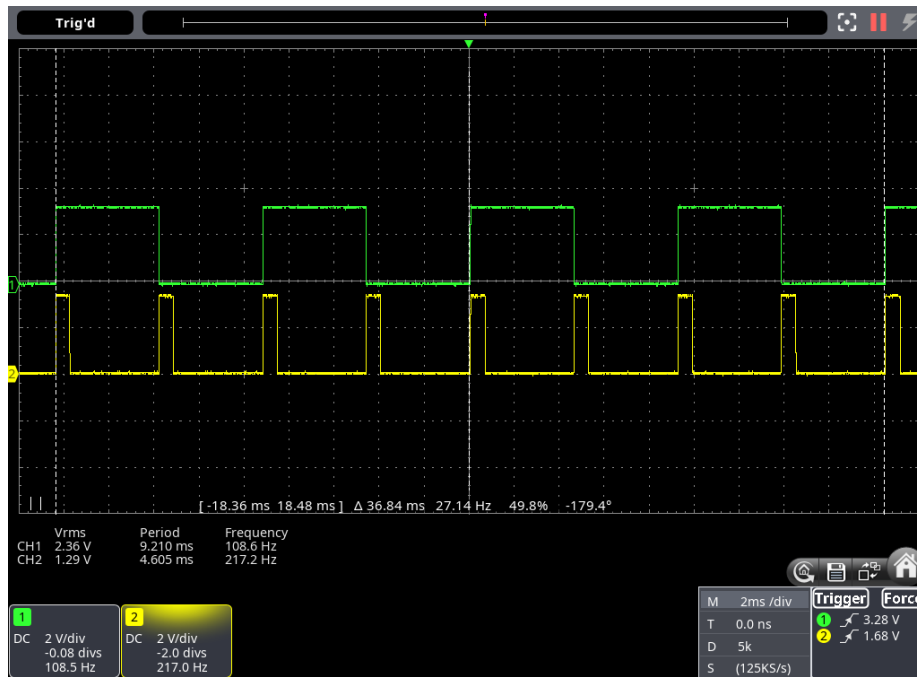 Trig'd
1
2
[ -18.36 ms 18.48 ms ] Δ 36.84 ms 27.14 Hz 49.8% -179.4°
Vrms Period Frequency
CH1 2.36 V 9.210 ms 108.6 Hz
CH2 1.29 V 4.605 ms 217.2 Hz
1
DC 2 V/div
-0.08 divs
108.5 Hz
2
DC 2 V/div
-2.0 divs
217.0 Hz
M 2ms /div
T 0.0 ns
D 5k
S (125KS/s)
Trigger Forc
1 3.28 V
2 1.68 V